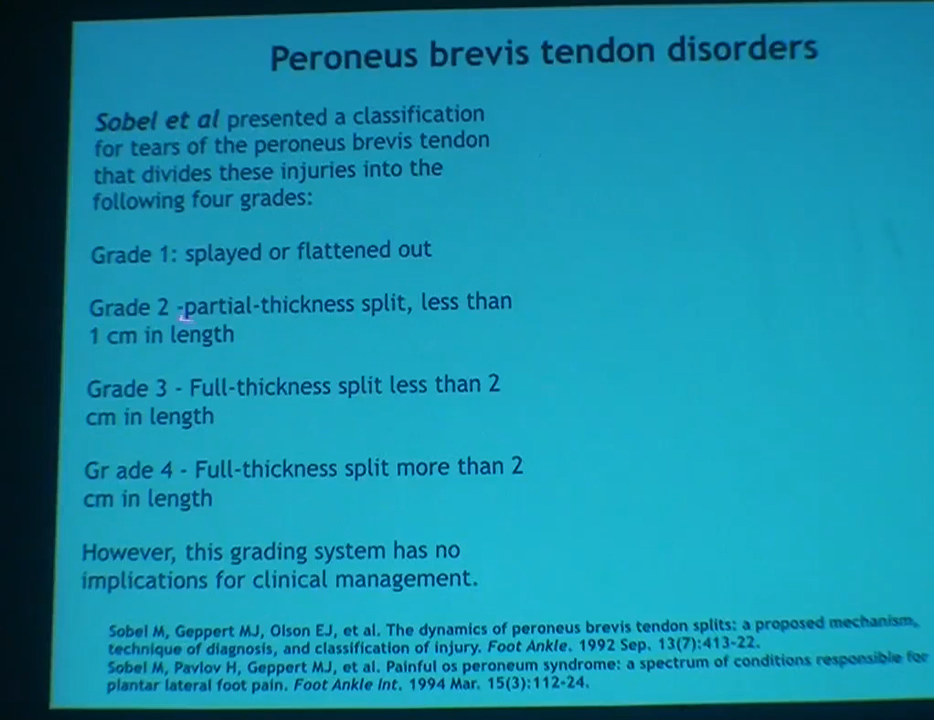 Peroneus brevis tendon disorders
Sobel et al presented a classification
for tears of the peroneus brevis tendon
that divides these injuries into the
following four grades:
Grade 1: splayed or flattened out
Grade 2 -partial-thickness split, less than
1 cm in length
Grade 3 - Full-thickness split less than 2
cm in length
Gr ade 4 - Full-thickness split more than 2
cm in length
However, this grading system has no
implications for clinical management.
Sobel M, Geppert MJ, Olson EJ, et al. The dynamics of peroneus brevis tendon splits: a proposed mechanism,
technique of diagnosis, and classification of injury. Foot Ankle. 1992 Sep. 13(7):413-22.
Sobel M, Pavlov H, Geppert MJ, et al. Painful os peroneum syndrome: a spectrum of conditions responsible for
plantar lateral foot pain. Foot Ankle Int. 1994 Mar. 15(3):112-24.